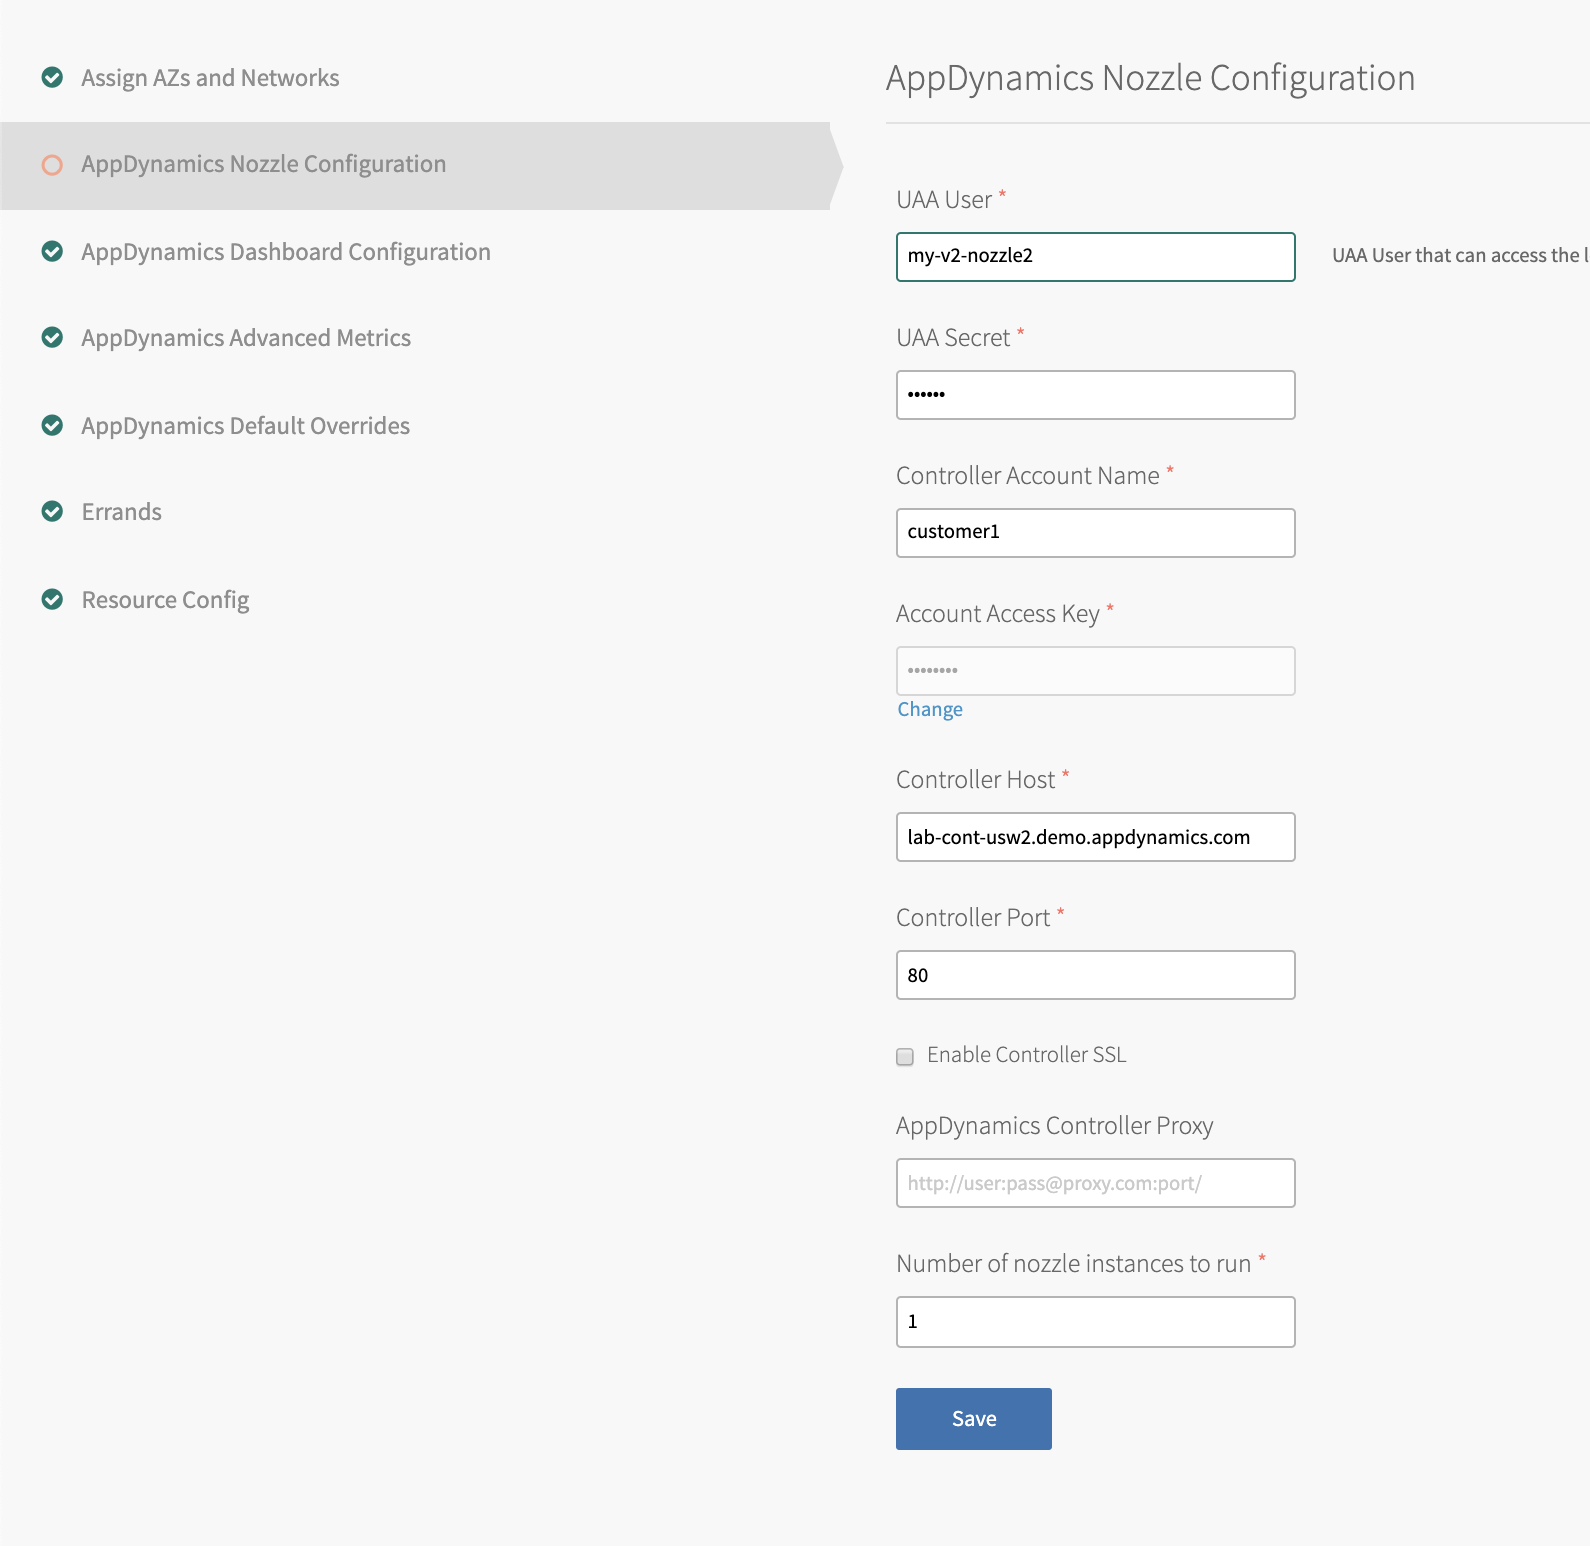 Assign AZs and Networks
AppDynamics Nozzle Configuration
AppDynamics Dashboard Configuration
AppDynamics Advanced Metrics
AppDynamics Default Overrides
Errands
Resource Config
AppDynamics Nozzle Configuration
UAA User *
my-v2-nozzle2
UAA User that can access the l
UAA Secret *
••••••
Controller Account Name *
customer1
Account Access Key *
••••••••
Change
Controller Host *
lab-cont-usw2.demo.appdynamics.com
Controller Port *
80
Enable Controller SSL
AppDynamics Controller Proxy
http://user:pass@proxy.com:port/
Number of nozzle instances to run *
1
Save